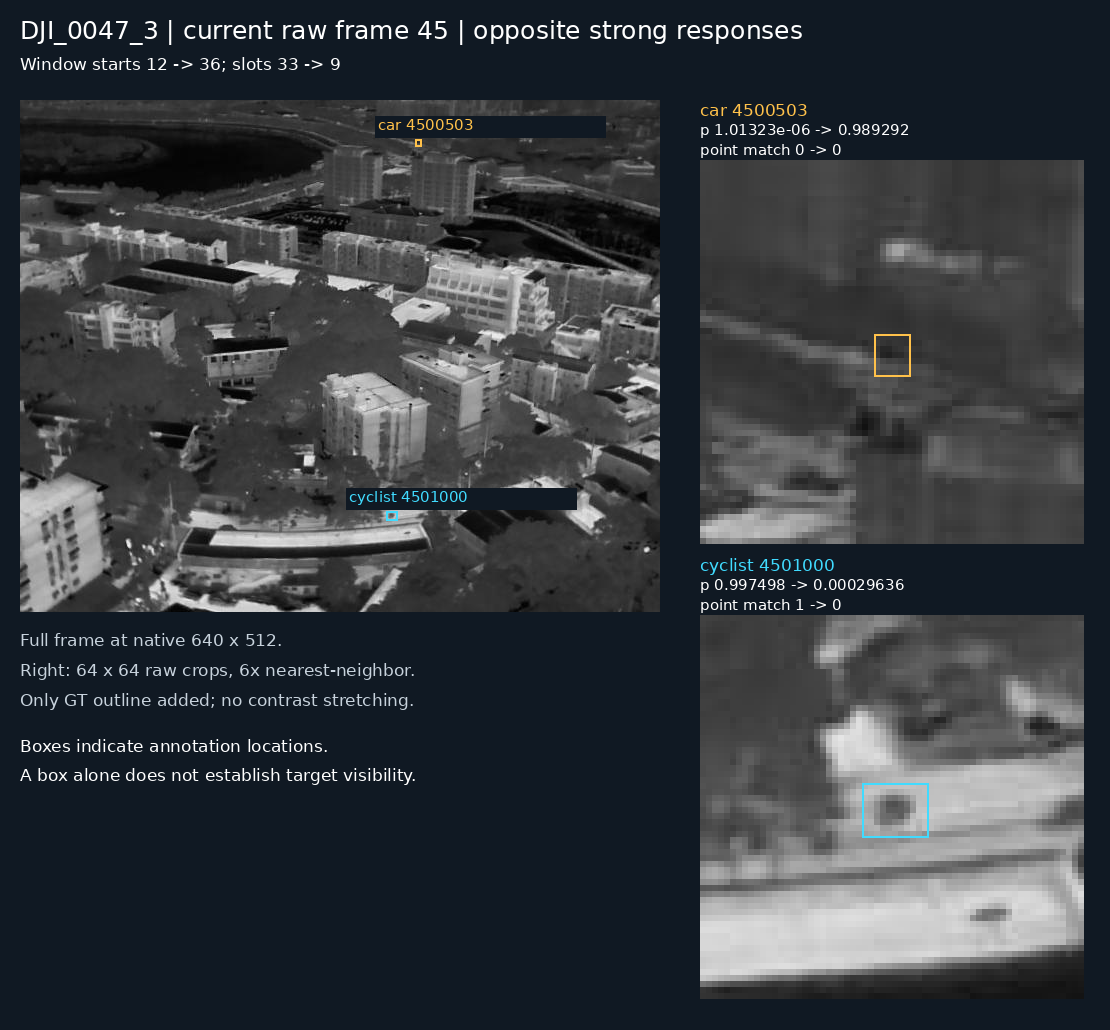 DJI_0047_3 | current raw frame 45 | opposite strong responses
Window starts 12 -> 36; slots 33 -> 9
car 4500503
cyclist 4501000
car 4500503
p 1.01323e-06 -> 0.989292
point match 0 -> 0
cyclist 4501000
p 0.997498 -> 0.00029636
point match 1 -> 0
Full frame at native 640 x 512.
Right: 64 x 64 raw crops, 6x nearest-neighbor.
Only GT outline added; no contrast stretching.
Boxes indicate annotation locations.
A box alone does not establish target visibility.